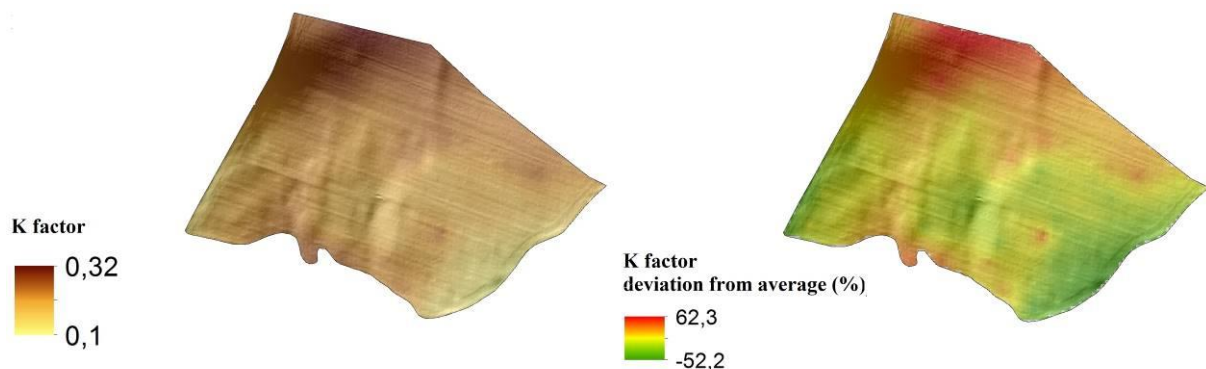 K factor
0,32
0,1
K factor
deviation from average (%)
62,3
-52,2